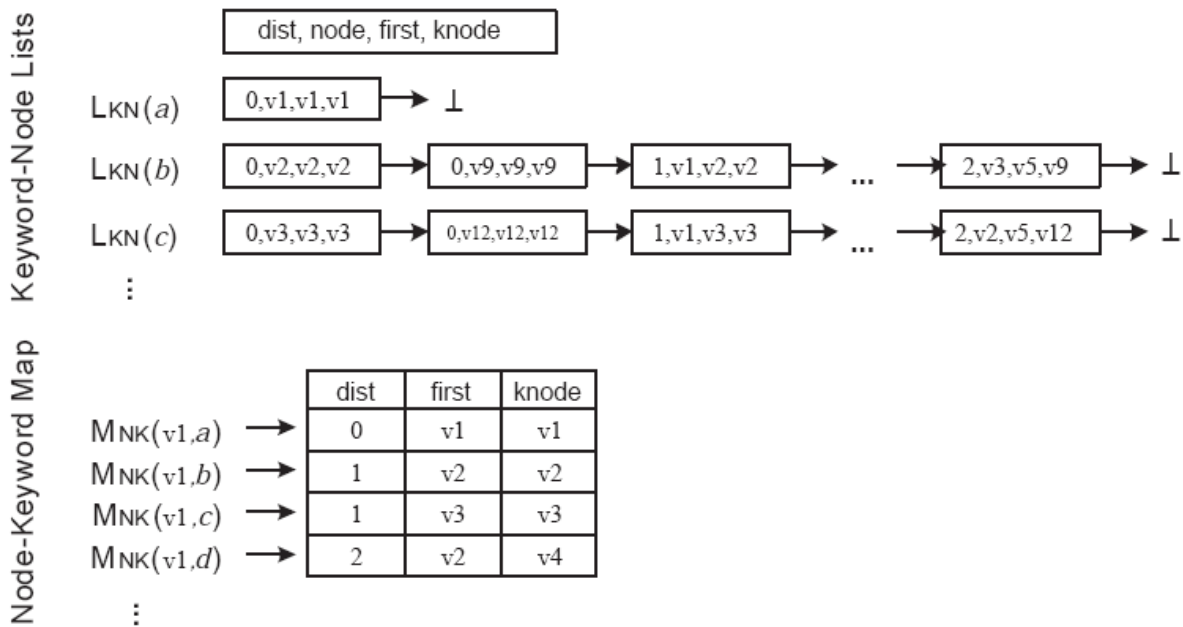 Keyword-Node Lists
dist, node, first, knode
LKN(a) 0,v1,v1,v1 ⊥
LKN(b) 0,v2,v2,v2 0,v9,v9,v9 1,v1,v2,v2 ... 2,v3,v5,v9 ⊥
LKN(c) 0,v3,v3,v3 0,v12,v12,v12 1,v1,v3,v3 ... 2,v2,v5,v12 ⊥
⋮
Node-Keyword Map
dist first knode
MNK(v1,a) 0 v1 v1
MNK(v1,b) 1 v2 v2
MNK(v1,c) 1 v3 v3
MNK(v1,d) 2 v2 v4
⋮